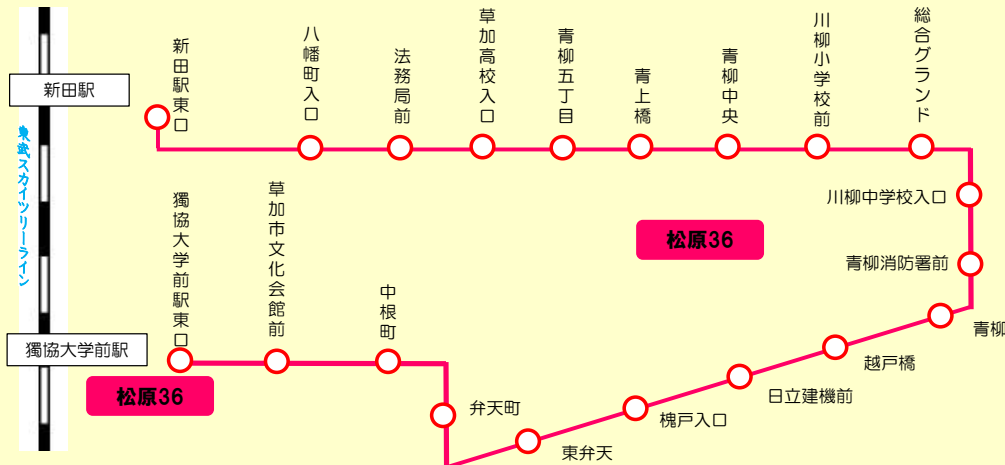 新田駅
東武スカイツリーライン
獨協大学前駅
新田駅東口
八幡町入口
法務局前
草加高校入口
青柳五丁目
青上橋
青柳中央
川柳小学校前
総合グランド
川柳中学校入口
青柳消防署前
青柳
越戸橋
日立建機前
槐戸入口
東弁天
弁天町
中根町
草加市文化会館前
獨協大学前駅東口
松原36
松原36